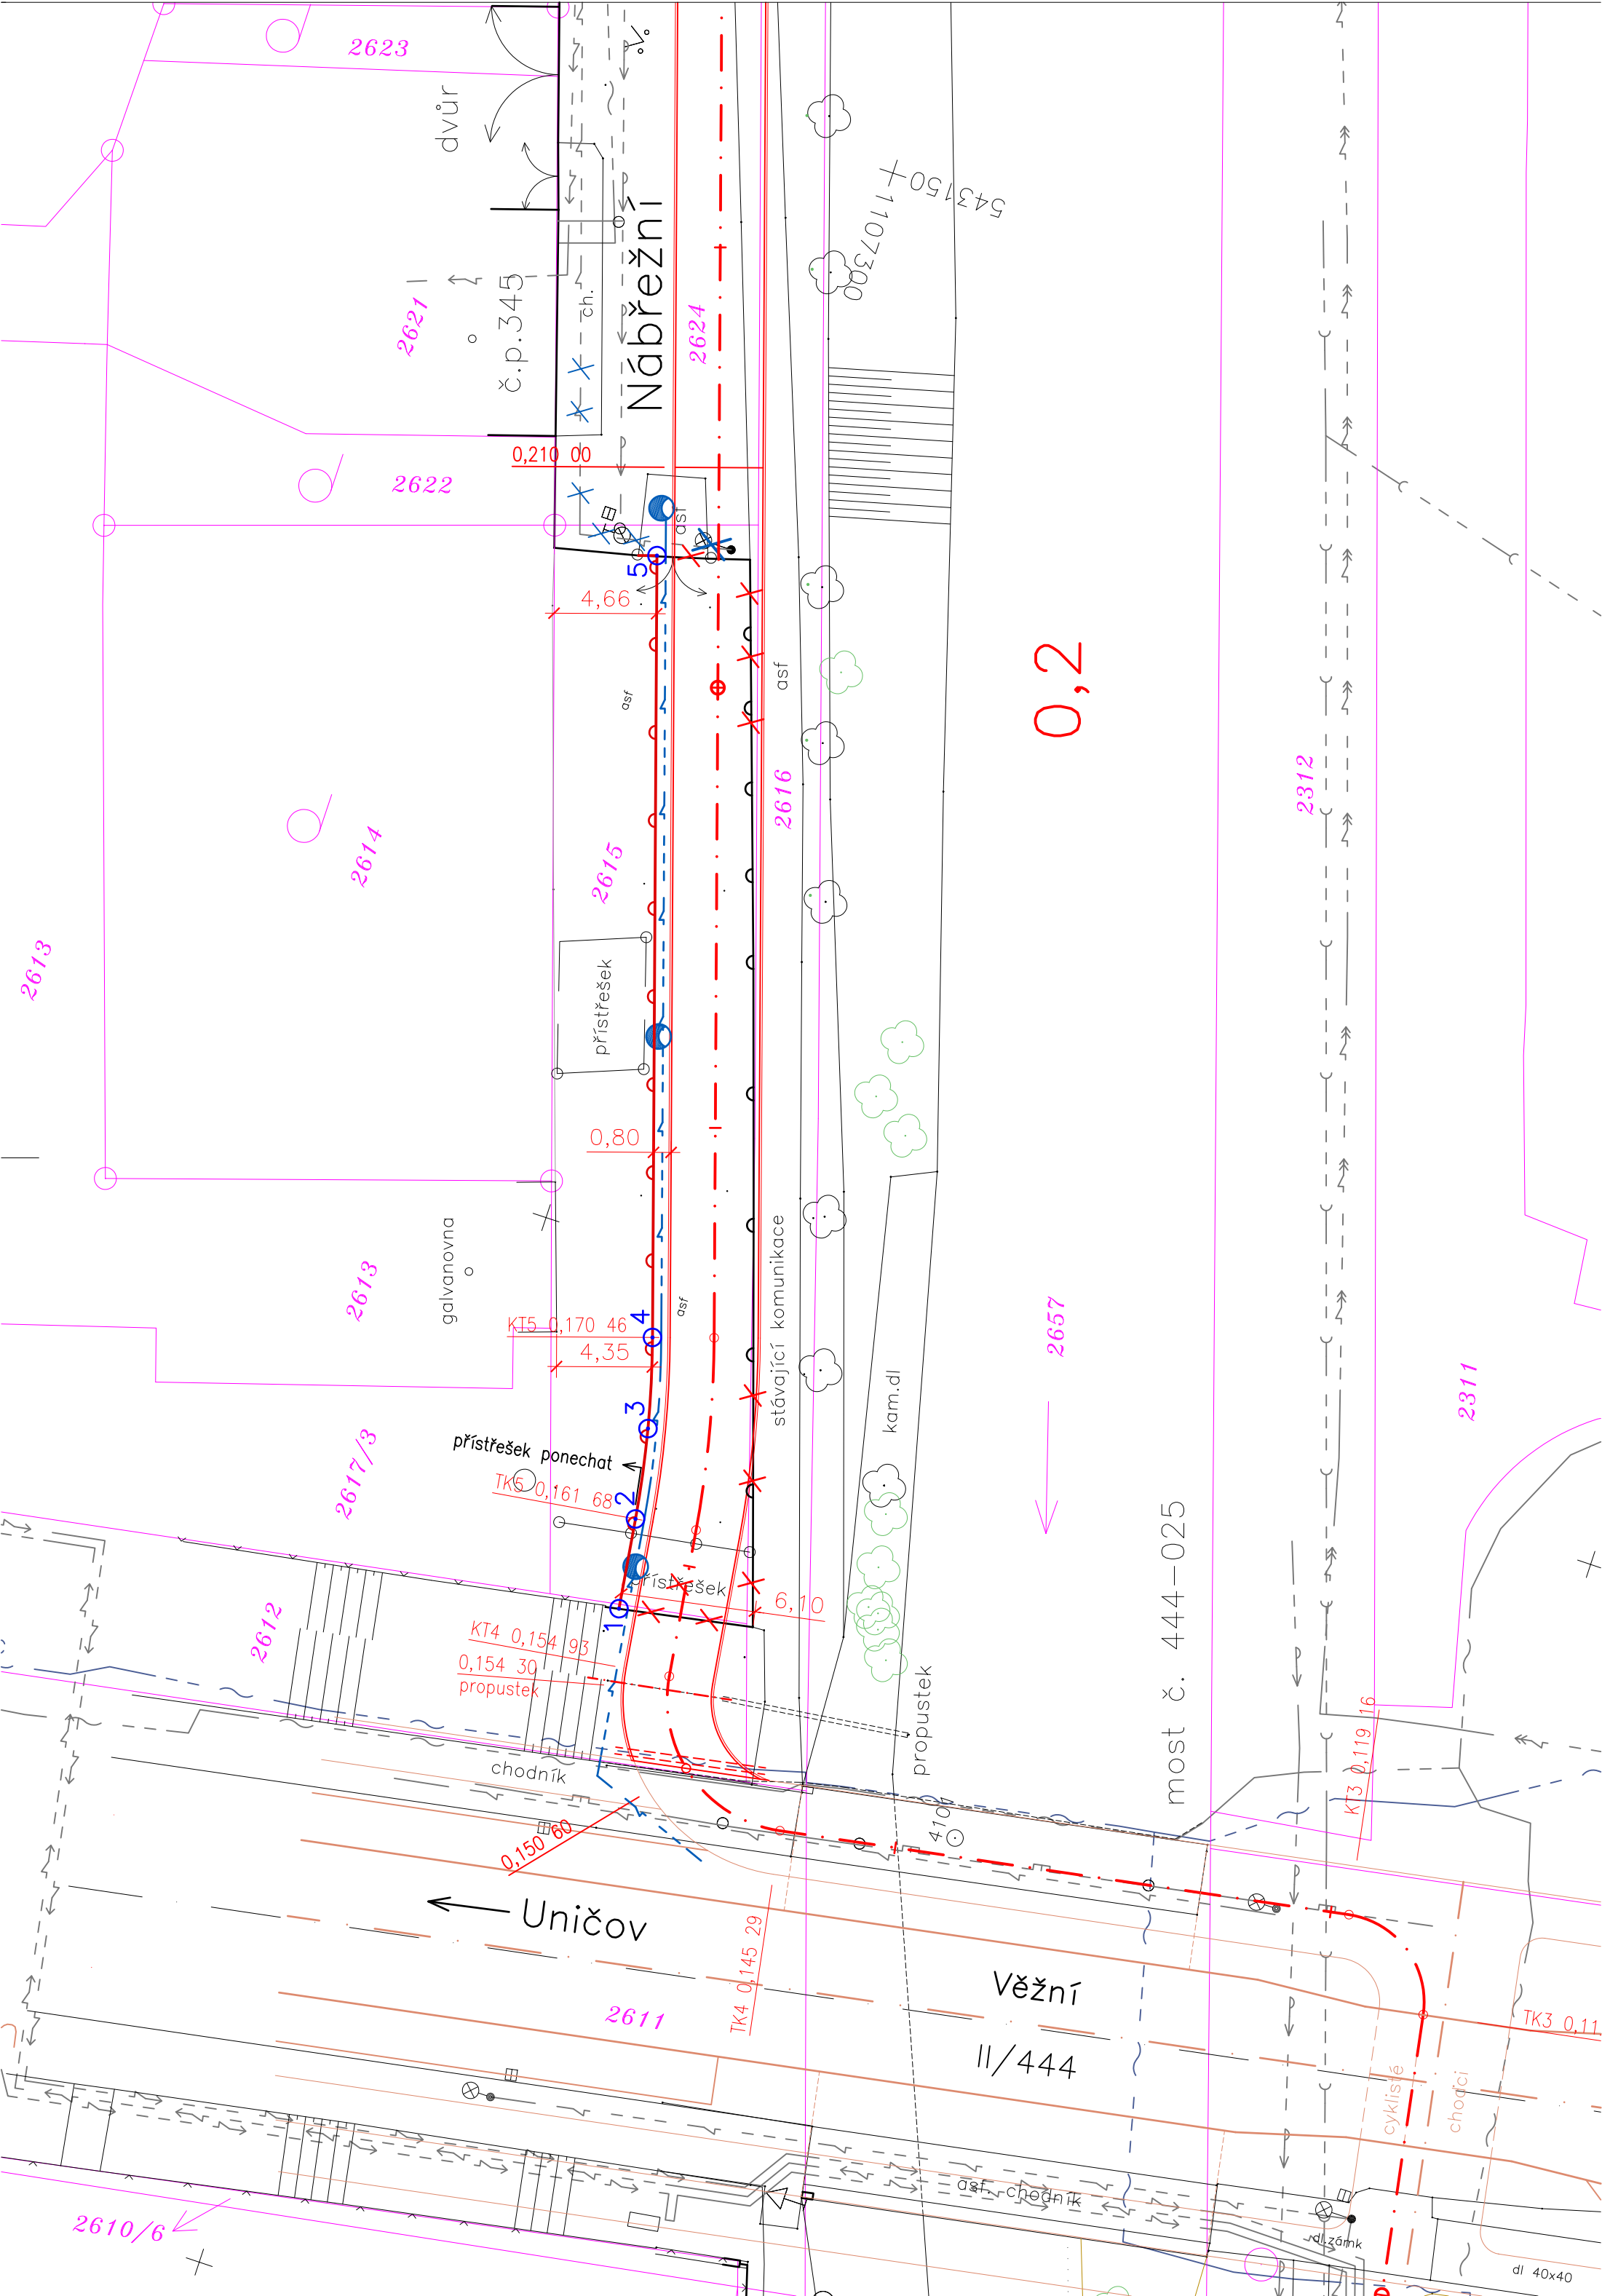 2623
dvůr
543150
1107300
Nábřežní
2621
č.p.345
ch.
2624
0,210 00
2622
asf
5
4,66
0,2
asf
asf
2312
2616
2614
2615
2613
přístřešek
0,80
galvanovna
2613
stávající komunikace
asf
2657
KT5 0,170 46
4
4,35
kam.dl
2311
3
přístřešek ponechat
2617/3
TK5 0,161 68
2
most č. 444-025
přístřešek
6,10
1
2612
KT4 0,154 93
0,154 30
propustek
propustek
KT3 0,119 16
chodník
4107
0,150 60
Uničov
TK4 0,145 29
Věžní
2611
TK3 0,11
II/444
cyklisté
chodci
asf. chodník
2610/6
dl.zámk
dl 40x40